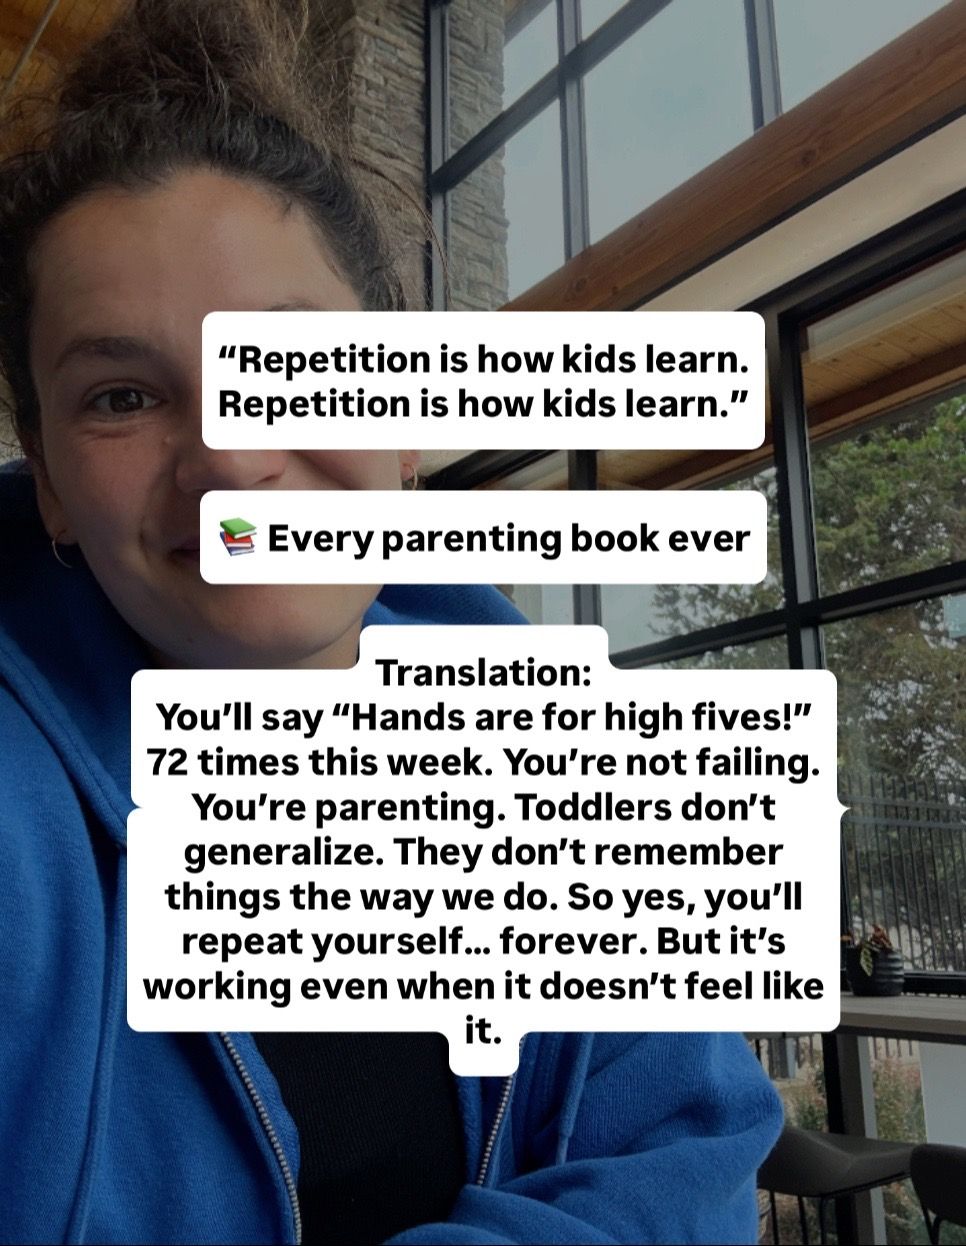 “Repetition is how kids learn.
Repetition is how kids learn.”
📚 Every parenting book ever
Translation:
You’ll say “Hands are for high fives!”
72 times this week. You’re not failing.
You’re parenting. Toddlers don’t
generalize. They don’t remember
things the way we do. So yes, you’ll
repeat yourself... forever. But it’s
working even when it doesn’t feel like
it.